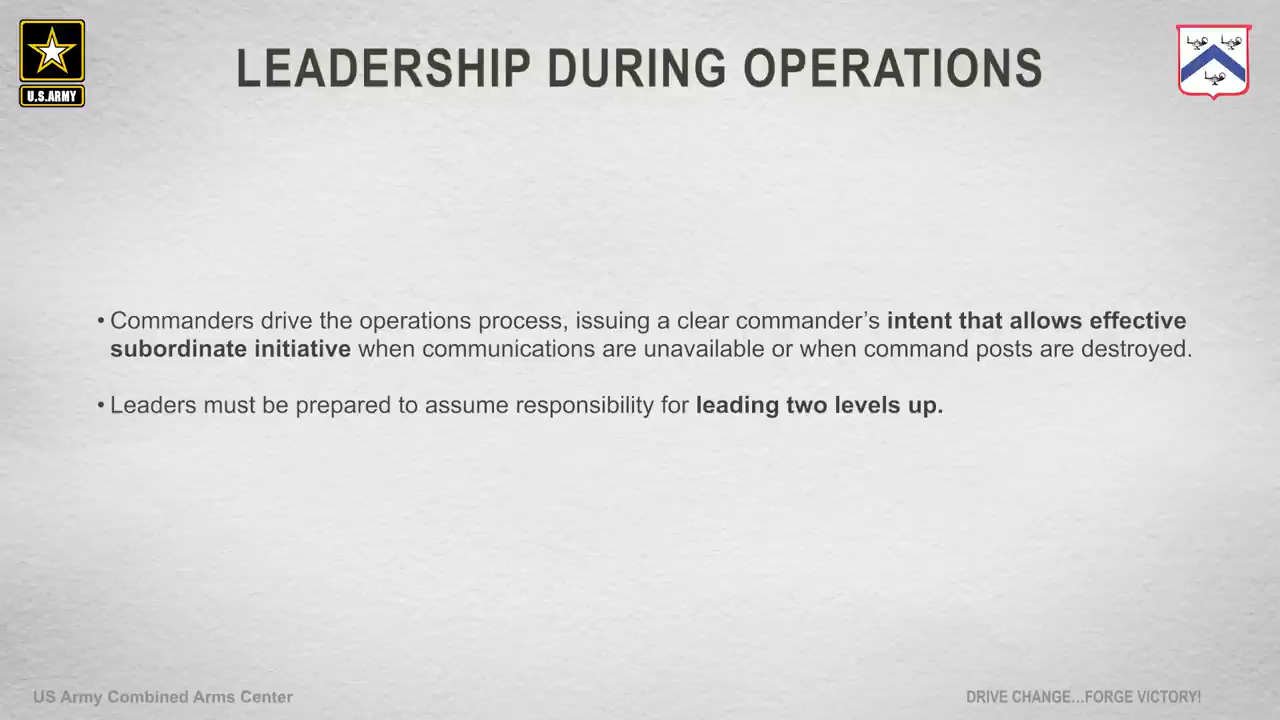 LEADERSHIP DURING OPERATIONS
U.S.ARMY
• Commanders drive the operations process, issuing a clear commander’s intent that allows effective
subordinate initiative when communications are unavailable or when command posts are destroyed.
• Leaders must be prepared to assume responsibility for leading two levels up.
US Army Combined Arms Center
DRIVE CHANGE...FORGE VICTORY!